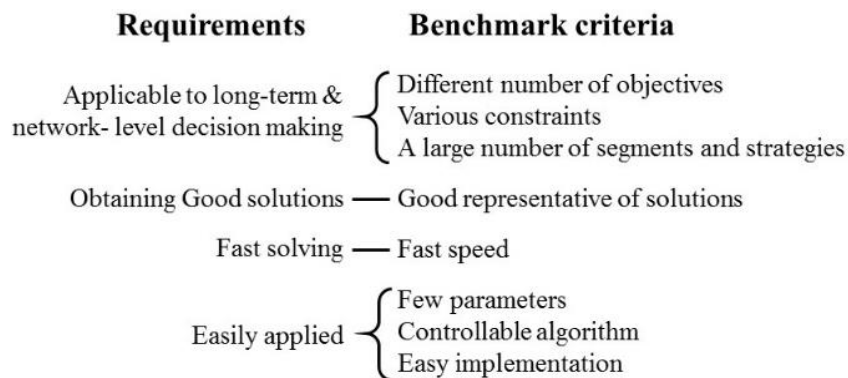 Requirements
Benchmark criteria
Applicable to long-term &
network- level decision making
Different number of objectives
Various constraints
A large number of segments and strategies
Obtaining Good solutions
Good representative of solutions
Fast solving
Fast speed
Easily applied
Few parameters
Controllable algorithm
Easy implementation